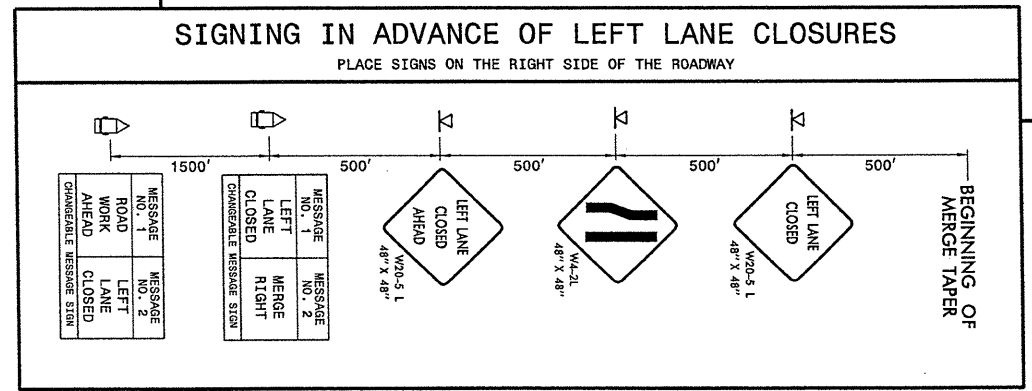 SIGNING IN ADVANCE OF LEFT LANE CLOSURES
PLACE SIGNS ON THE RIGHT SIDE OF THE ROADWAY
1500'
500'
500'
500'
500'
MESSAGE NO. 1
MESSAGE NO. 2
ROAD WORK AHEAD
LEFT LANE CLOSED
CHANGEABLE MESSAGE SIGN
MESSAGE NO. 1
MESSAGE NO. 2
LEFT LANE CLOSED
MERGE RIGHT
CHANGEABLE MESSAGE SIGN
LEFT LANE
CLOSED
AHEAD
W20-5 L
48" X 48"
W4-2L
48" X 48"
LEFT LANE
CLOSED
W20-5 L
48" X 48"
BEGINNING OF
MERGE TAPER